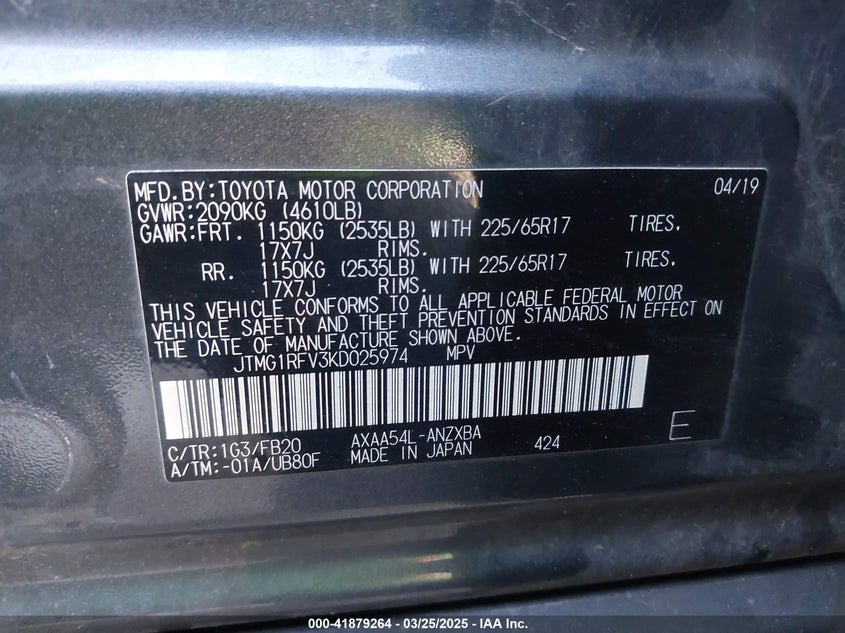 MFD.BY:TOYOTA MOTOR CORPORATION 04/19
GVWR:2090KG (4610LB)
GAWR:FRT. 1150KG (2535LB) WITH 225/65R17 TIRES.
17X7J RIMS.
RR. 1150KG (2535LB) WITH 225/65R17 TIRES.
17X7J RIMS.
THIS VEHICLE CONFORMS TO ALL APPLICABLE FEDERAL MOTOR
VEHICLE SAFETY AND THEFT PREVENTION STANDARDS IN EFFECT ON
THE DATE OF MANUFACTURE SHOWN ABOVE.
JTMG1RFV3KD025974 MPV
C/TR:1G3/FB20 AXAA54L-ANZXBA 424 E
A/TM:-01A/UB80F MADE IN JAPAN
000-41879264 - 03/25/2025 - IAA Inc.